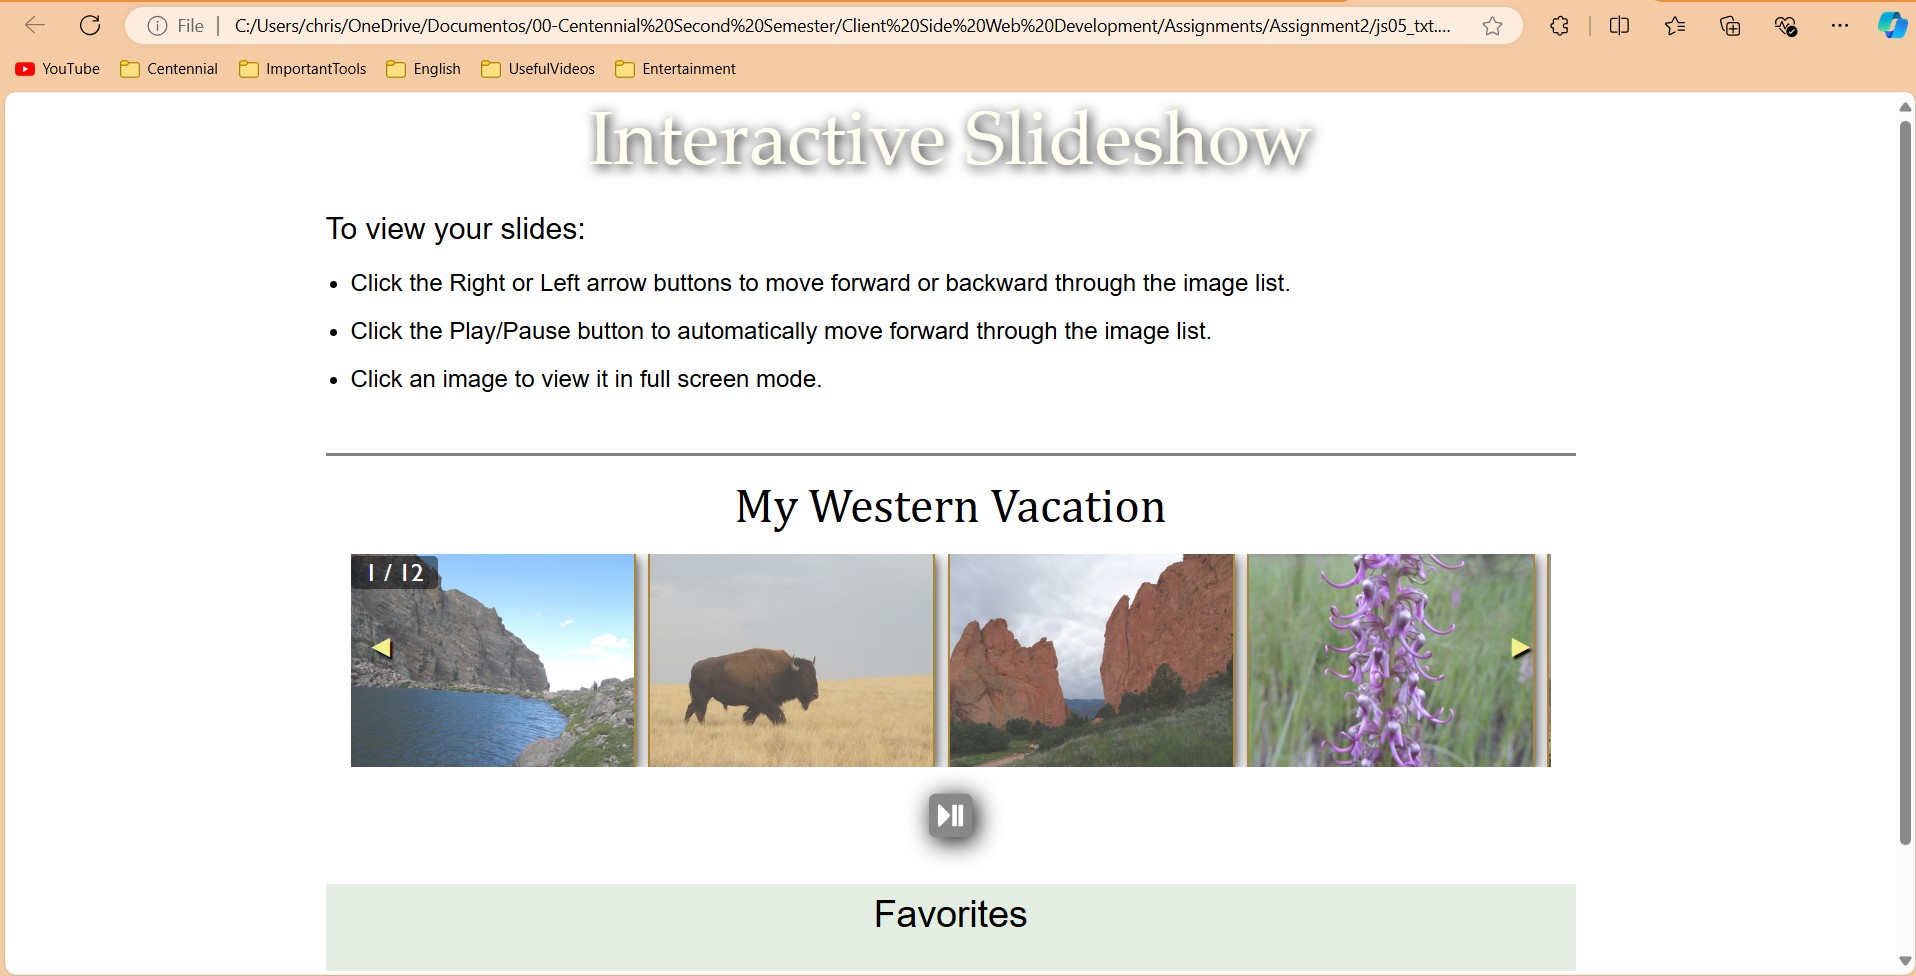 File
C:/Users/chris/OneDrive/Documentos/00-Centennial%20Second%20Semester/Client%20Side%20Web%20Development/Assignments/Assignment2/js05_txt....
YouTube Centennial ImportantTools English UsefulVideos Entertainment
Interactive Slideshow
To view your slides:
• Click the Right or Left arrow buttons to move forward or backward through the image list.
• Click the Play/Pause button to automatically move forward through the image list.
• Click an image to view it in full screen mode.
My Western Vacation
1 / 12
Favorites